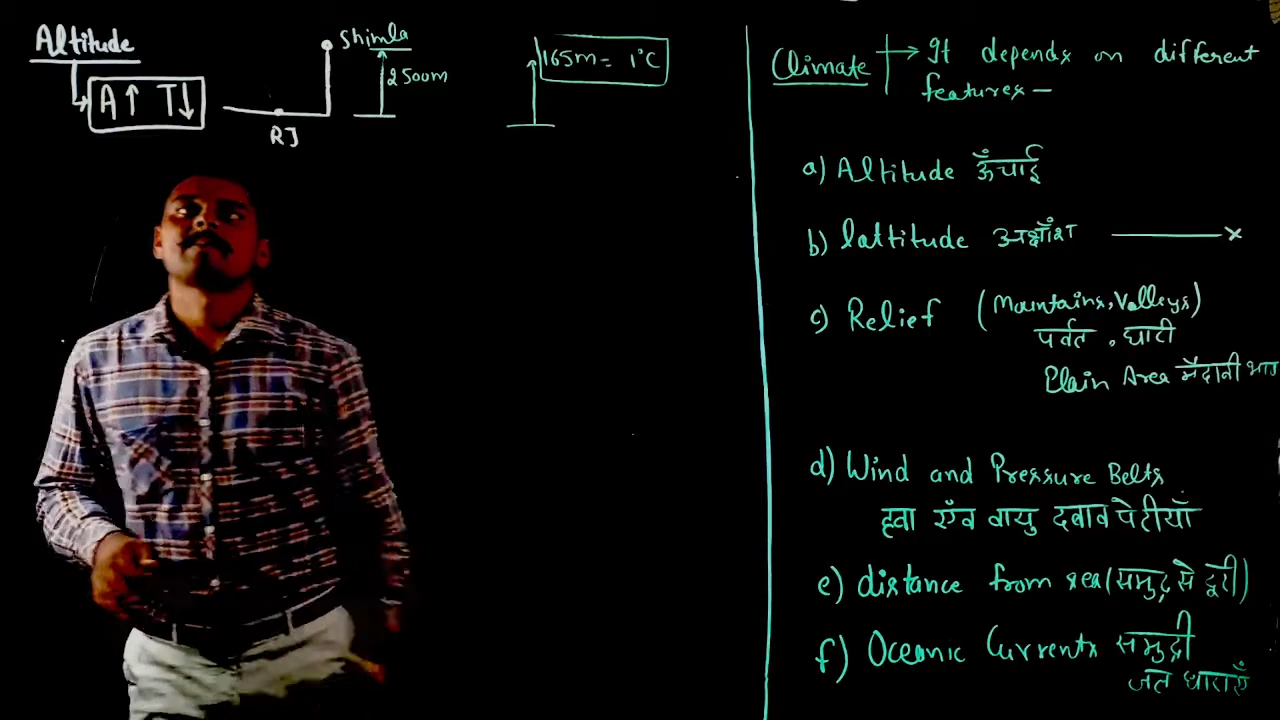 Altitude
A↑ T↓
RJ
Shimla
2500m
165m = 1°C
Climate → It depends on different
features —
a) Altitude ऊँचाई
b) lattitude अक्षाँश —— x
c) Relief (Mountains, Valleys)
पर्वत . घाटी
Plain Area मैदानी भाग
d) Wind and Pressure Belts
हवा एँव वायु दबाव पेटीयाँ
e) distance from sea (समुद्र से दूरी)
f) Oceanic Currents समुद्री
जल धाराएँ